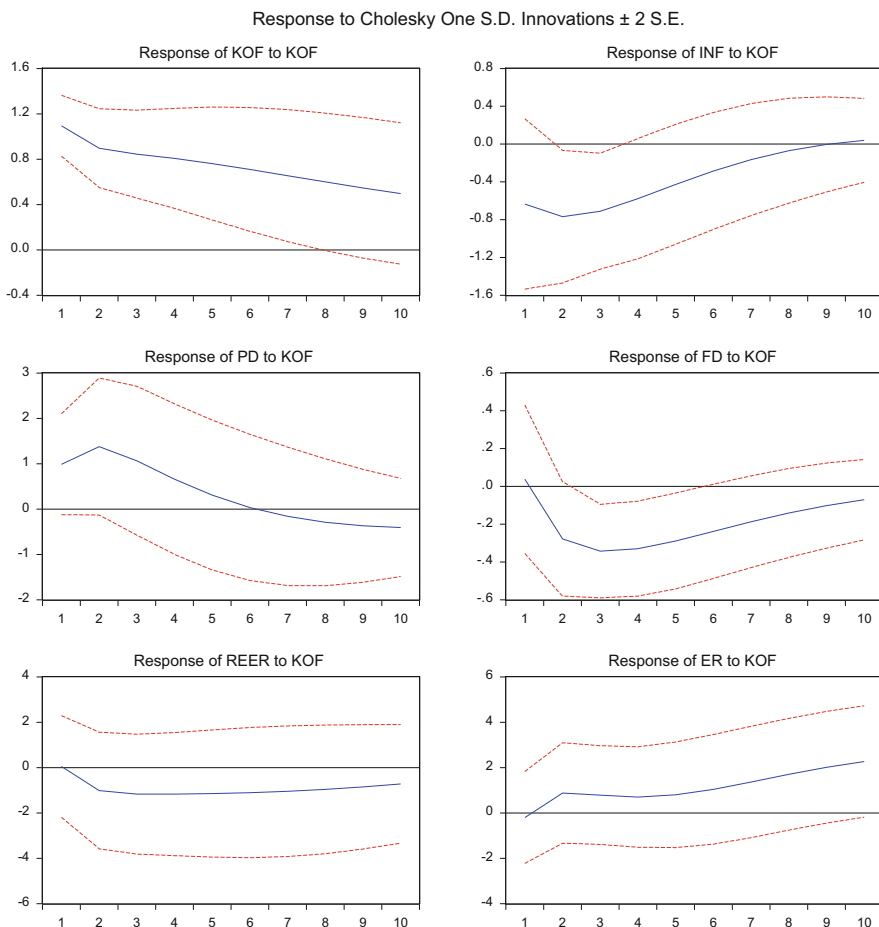 Response to Cholesky One S.D. Innovations ± 2 S.E.
Response of KOF to KOF
1.6
1.2
0.8
0.4
0.0
-0.4
1 2 3 4 5 6 7 8 9 10
Response of INF to KOF
0.8
0.4
0.0
-0.4
-0.8
-1.2
-1.6
1 2 3 4 5 6 7 8 9 10
Response of PD to KOF
3
2
1
0
-1
-2
1 2 3 4 5 6 7 8 9 10
Response of FD to KOF
.6
.4
.2
.0
-.2
-.4
-.6
1 2 3 4 5 6 7 8 9 10
Response of REER to KOF
4
2
0
-2
-4
-6
1 2 3 4 5 6 7 8 9 10
Response of ER to KOF
6
4
2
0
-2
-4
1 2 3 4 5 6 7 8 9 10